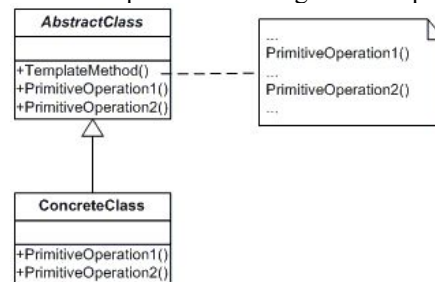 AbstractClass
+TemplateMethod()
+PrimitiveOperation1()
+PrimitiveOperation2()
...
PrimitiveOperation1()
...
PrimitiveOperation2()
...
ConcreteClass
+PrimitiveOperation1()
+PrimitiveOperation2()